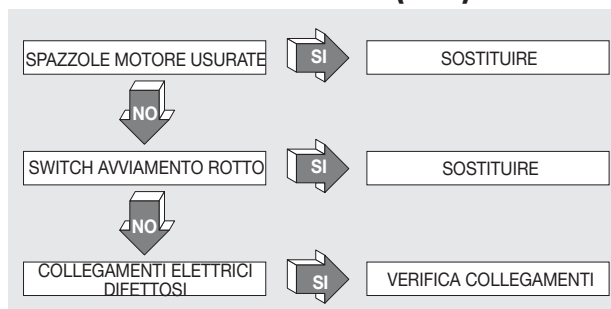 SPAZZOLE MOTORE USURATE
SI
SOSTITUIRE
NO
SWITCH AVVIAMENTO ROTTO
SI
SOSTITUIRE
NO
COLLEGAMENTI ELETTRICI
DIFETTOSI
SI
VERIFICA COLLEGAMENTI